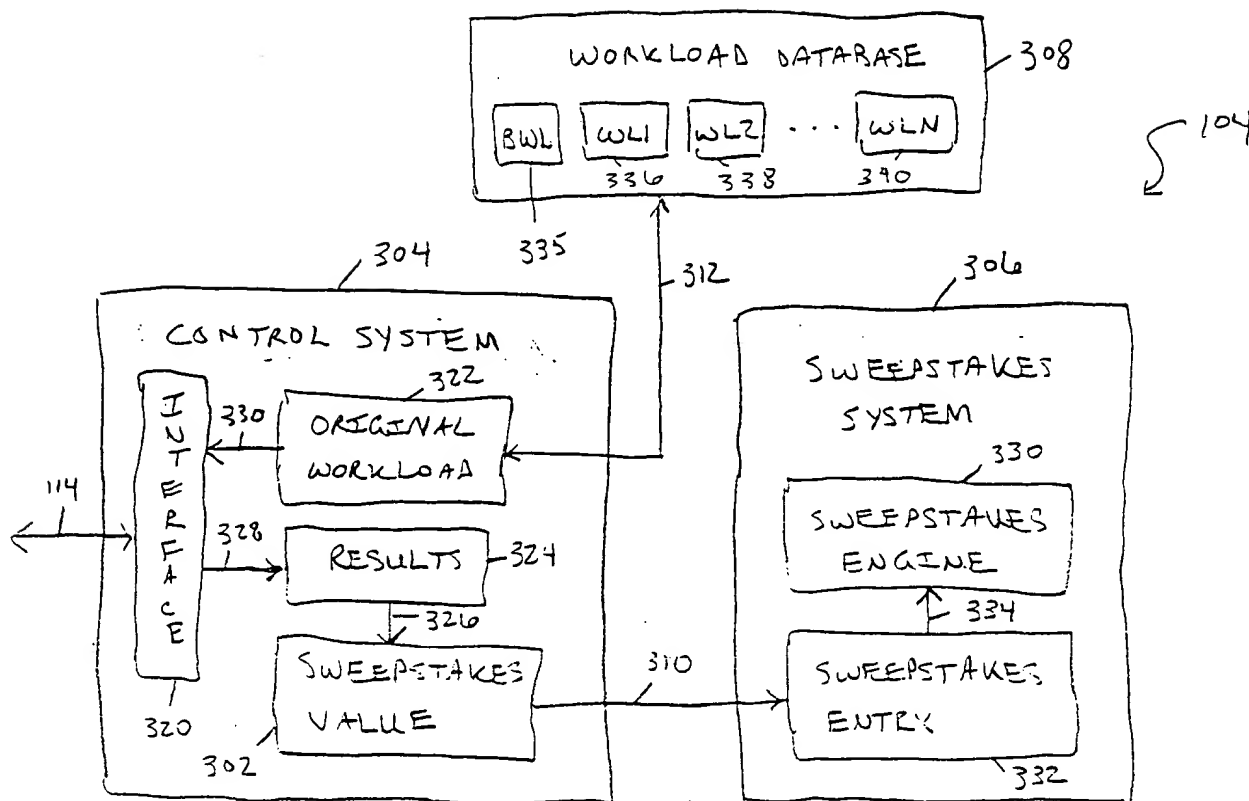 WORKLOAD DATABASE
308
BWL
WL1
WL2
...
WLN
336
338
340
335
104
304
312
306
CONTROL SYSTEM
SWEEPSTAKES
SYSTEM
322
INTERFACE
330
ORIGINAL
WORKLOAD
330
114
SWEEPSTAKES
ENGINE
328
RESULTS
324
326
334
SWEEPSTAKES
VALUE
310
SWEEPSTAKES
ENTRY
320
302
332